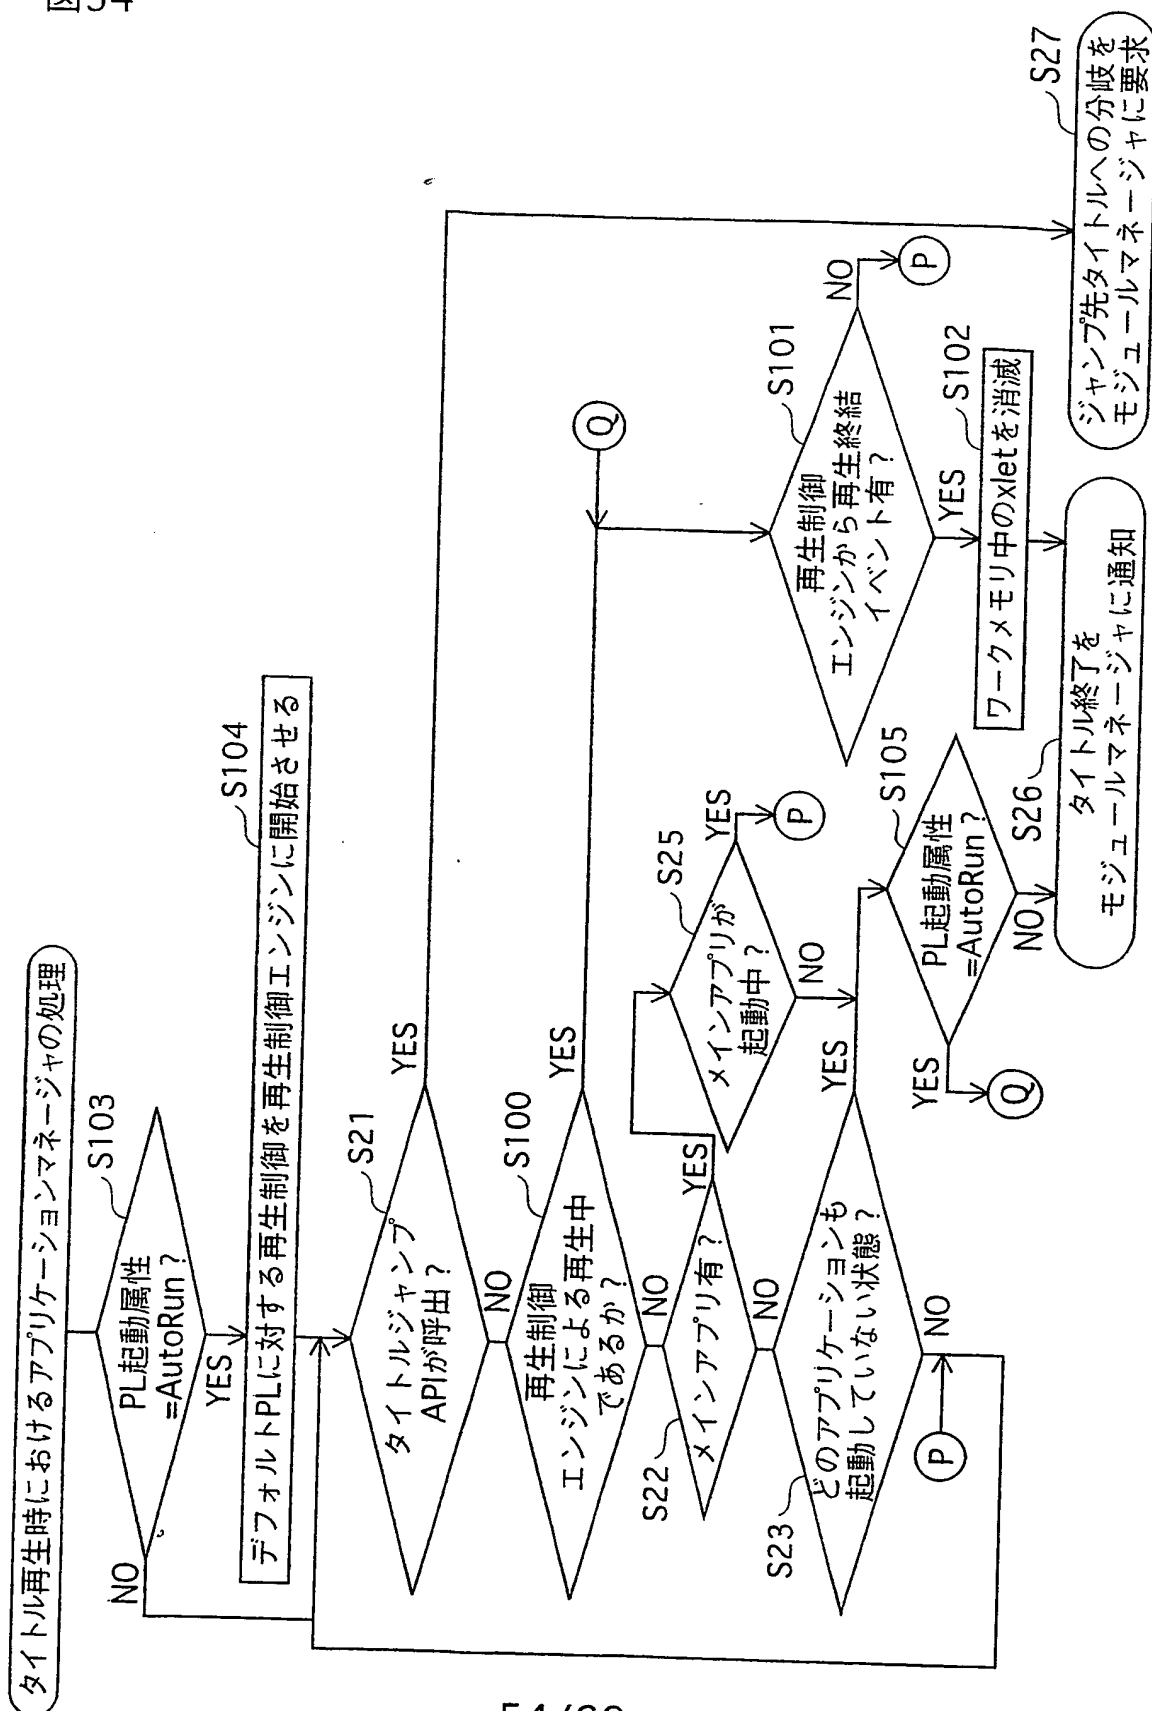 図54
タイトル再生時におけるアプリケーションマネージャの処理
S103
PL起動属性
=AutoRun？
NO
YES
S104
デフォルトPLに対する再生制御を再生制御エンジンに開始させる
S21
タイトルジャンプ
APIが呼出？
YES
NO
S100
再生制御
エンジンによる再生中
であるか？
YES
NO
S22
メインアプリ有？
YES
NO
S25
メインアプリが
起動中？
YES
P
NO
S23
どのアプリケーションも
起動していない状態？
YES
NO
P
S105
PL起動属性
=AutoRun？
YES
Q
NO
Q
S101
再生制御
エンジンから再生終結
イベント有？
NO
P
YES
S102
ワークメモリ中のxletを消滅
S26
タイトル終了を
モジュールマネージャに通知
S27
ジャンプ先タイトルへの分岐を
モジュールマネージャに要求